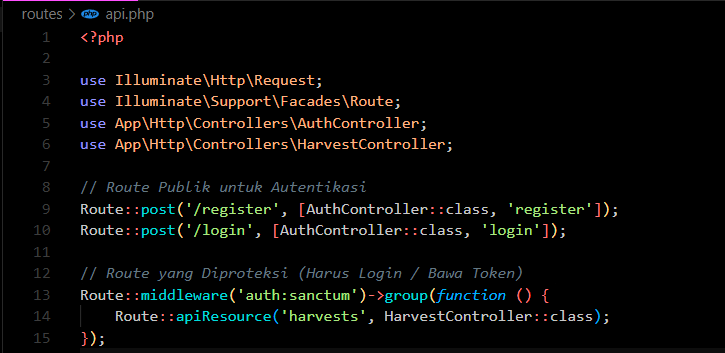 routes > php api.php
1 <?php
2
3 use Illuminate\Http\Request;
4 use Illuminate\Support\Facades\Route;
5 use App\Http\Controllers\AuthController;
6 use App\Http\Controllers\HarvestController;
7
8 // Route Publik untuk Autentikasi
9 Route::post('/register', [AuthController::class, 'register']);
10 Route::post('/login', [AuthController::class, 'login']);
11
12 // Route yang Diproteksi (Harus Login / Bawa Token)
13 Route::middleware('auth:sanctum')->group(function () {
14     Route::apiResource('harvests', HarvestController::class);
15 });